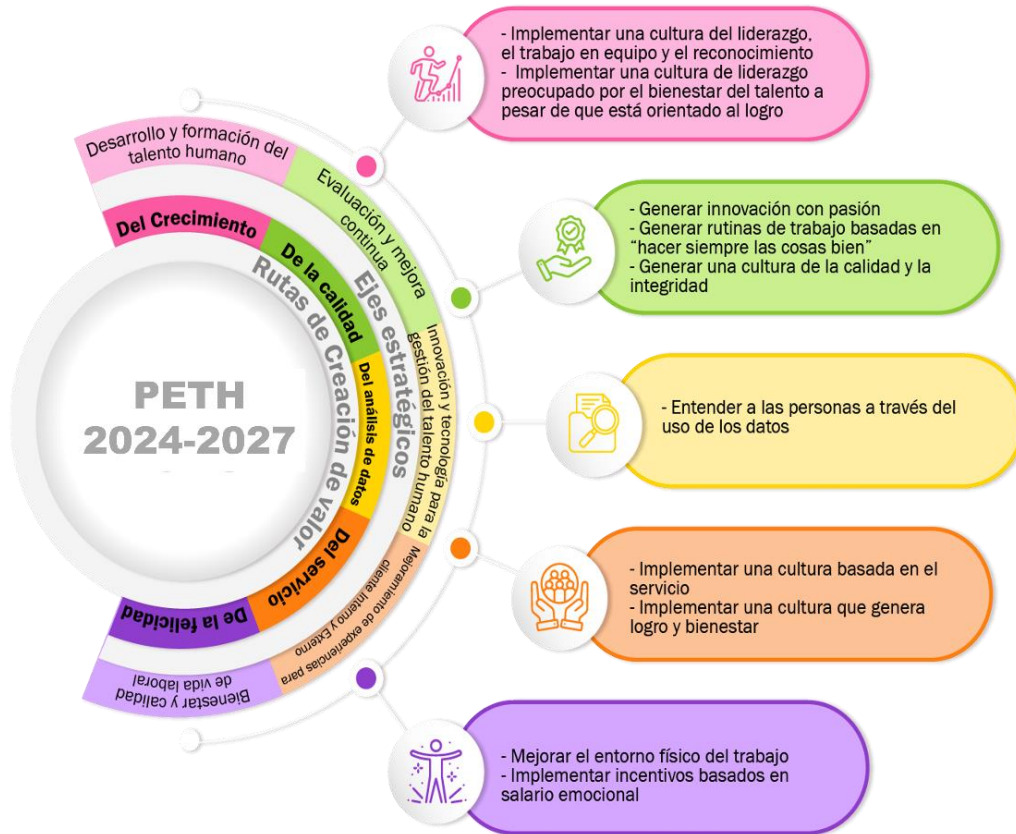 - Implementar una cultura del liderazgo,
el trabajo en equipo y el reconocimiento
- Implementar una cultura de liderazgo
preocupado por el bienestar del talento a
pesar de que está orientado al logro
Desarrollo y formación del
talento humano
Evaluación y mejora
continua
Del Crecimiento
De la calidad
Rutas de Creación de valor
Ejes estratégicos
- Generar innovación con pasión
- Generar rutinas de trabajo basadas en
“hacer siempre las cosas bien”
- Generar una cultura de la calidad y la
integridad
PETH
2024-2027
Del análisis de datos
Innovación y tecnología para la
gestión del talento humano
- Entender a las personas a través del
uso de los datos
Del servicio
Mejoramiento de experiencias para
cliente Interno y Externo
- Implementar una cultura basada en el
servicio
- Implementar una cultura que genera
logro y bienestar
De la felicidad
Bienestar y calidad
de vida laboral
- Mejorar el entorno físico del trabajo
- Implementar incentivos basados en
salario emocional